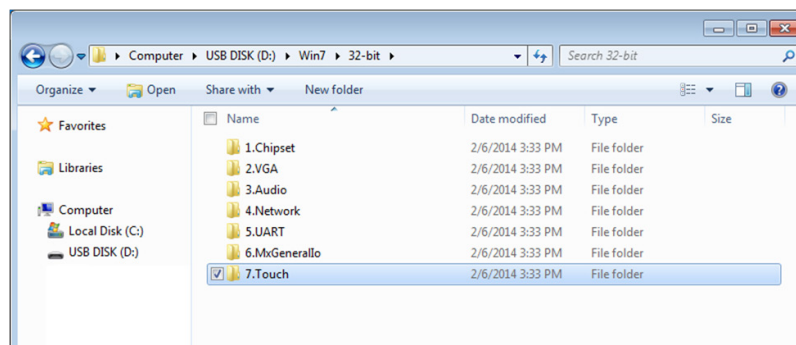 Computer ▸ USB DISK (D:) ▸ Win7 ▸ 32-bit ▸
Search 32-bit
Organize Open Share with New folder
Favorites
Libraries
Computer
Local Disk (C:)
USB DISK (D:)
Name Date modified Type Size
1.Chipset 2/6/2014 3:33 PM File folder
2.VGA 2/6/2014 3:33 PM File folder
3.Audio 2/6/2014 3:33 PM File folder
4.Network 2/6/2014 3:33 PM File folder
5.UART 2/6/2014 3:33 PM File folder
6.MxGeneralIo 2/6/2014 3:33 PM File folder
7.Touch 2/6/2014 3:33 PM File folder